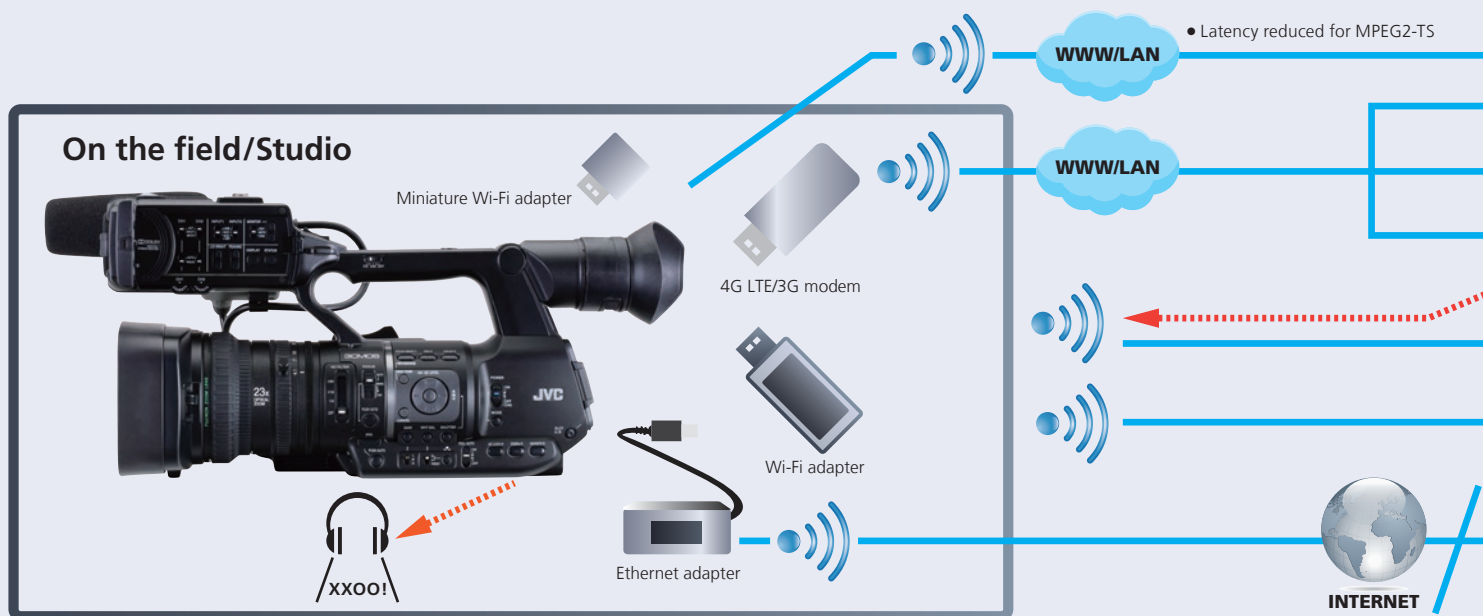 • Latency reduced for MPEG2-TS
WWW/LAN
On the field/Studio
WWW/LAN
Miniature Wi-Fi adapter
4G LTE/3G modem
23x
JVC
Wi-Fi adapter
XXOO!
Ethernet adapter
INTERNET